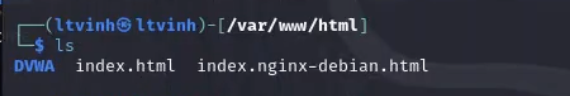 ┌──(ltvinh㉿ltvinh)-[/var/www/html]
└─$ ls
DVWA  index.html  index.nginx-debian.html